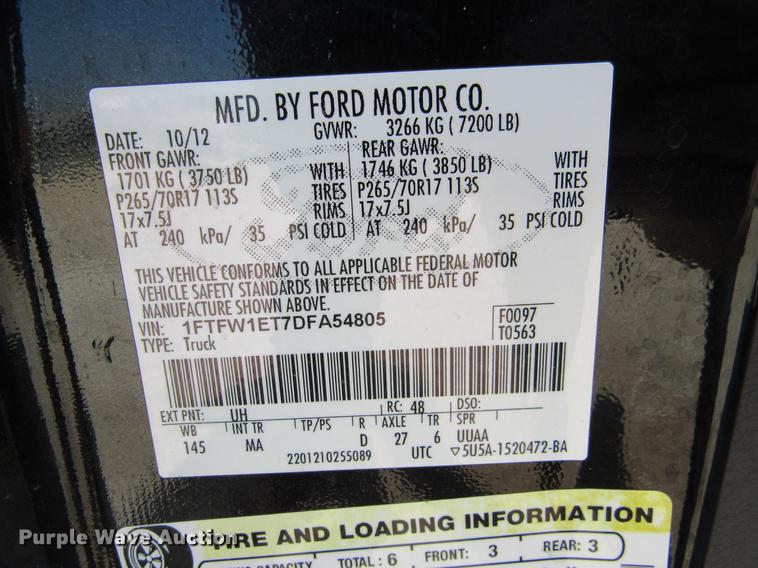 MFD. BY FORD MOTOR CO.
DATE: 10/12 GVWR: 3266 KG ( 7200 LB)
FRONT GAWR: REAR GAWR:
1701 KG ( 3750 LB) WITH 1746 KG ( 3850 LB) WITH
P265/70R17 113S TIRES P265/70R17 113S TIRES
17x7.5J RIMS 17x7.5J RIMS
AT 240 kPa/ 35 PSI COLD AT 240 kPa/ 35 PSI COLD
Ford
THIS VEHICLE CONFORMS TO ALL APPLICABLE FEDERAL MOTOR
VEHICLE SAFETY STANDARDS IN EFFECT ON THE DATE OF
MANUFACTURE SHOWN ABOVE.
VIN: 1FTFW1ET7DFA54805 F0097
TYPE: Truck T0563
EXT PNT: UH RC: 48 DSO:
WB INT TR TP/PS R AXLE TR SPR
145 MA D 27 6 UUAA
2201210255089 UTC ▽5U5A-1520472-BA
TIRE AND LOADING INFORMATION
CAPACITY TOTAL: 6 FRONT: 3 REAR: 3
Purple Wave Auction